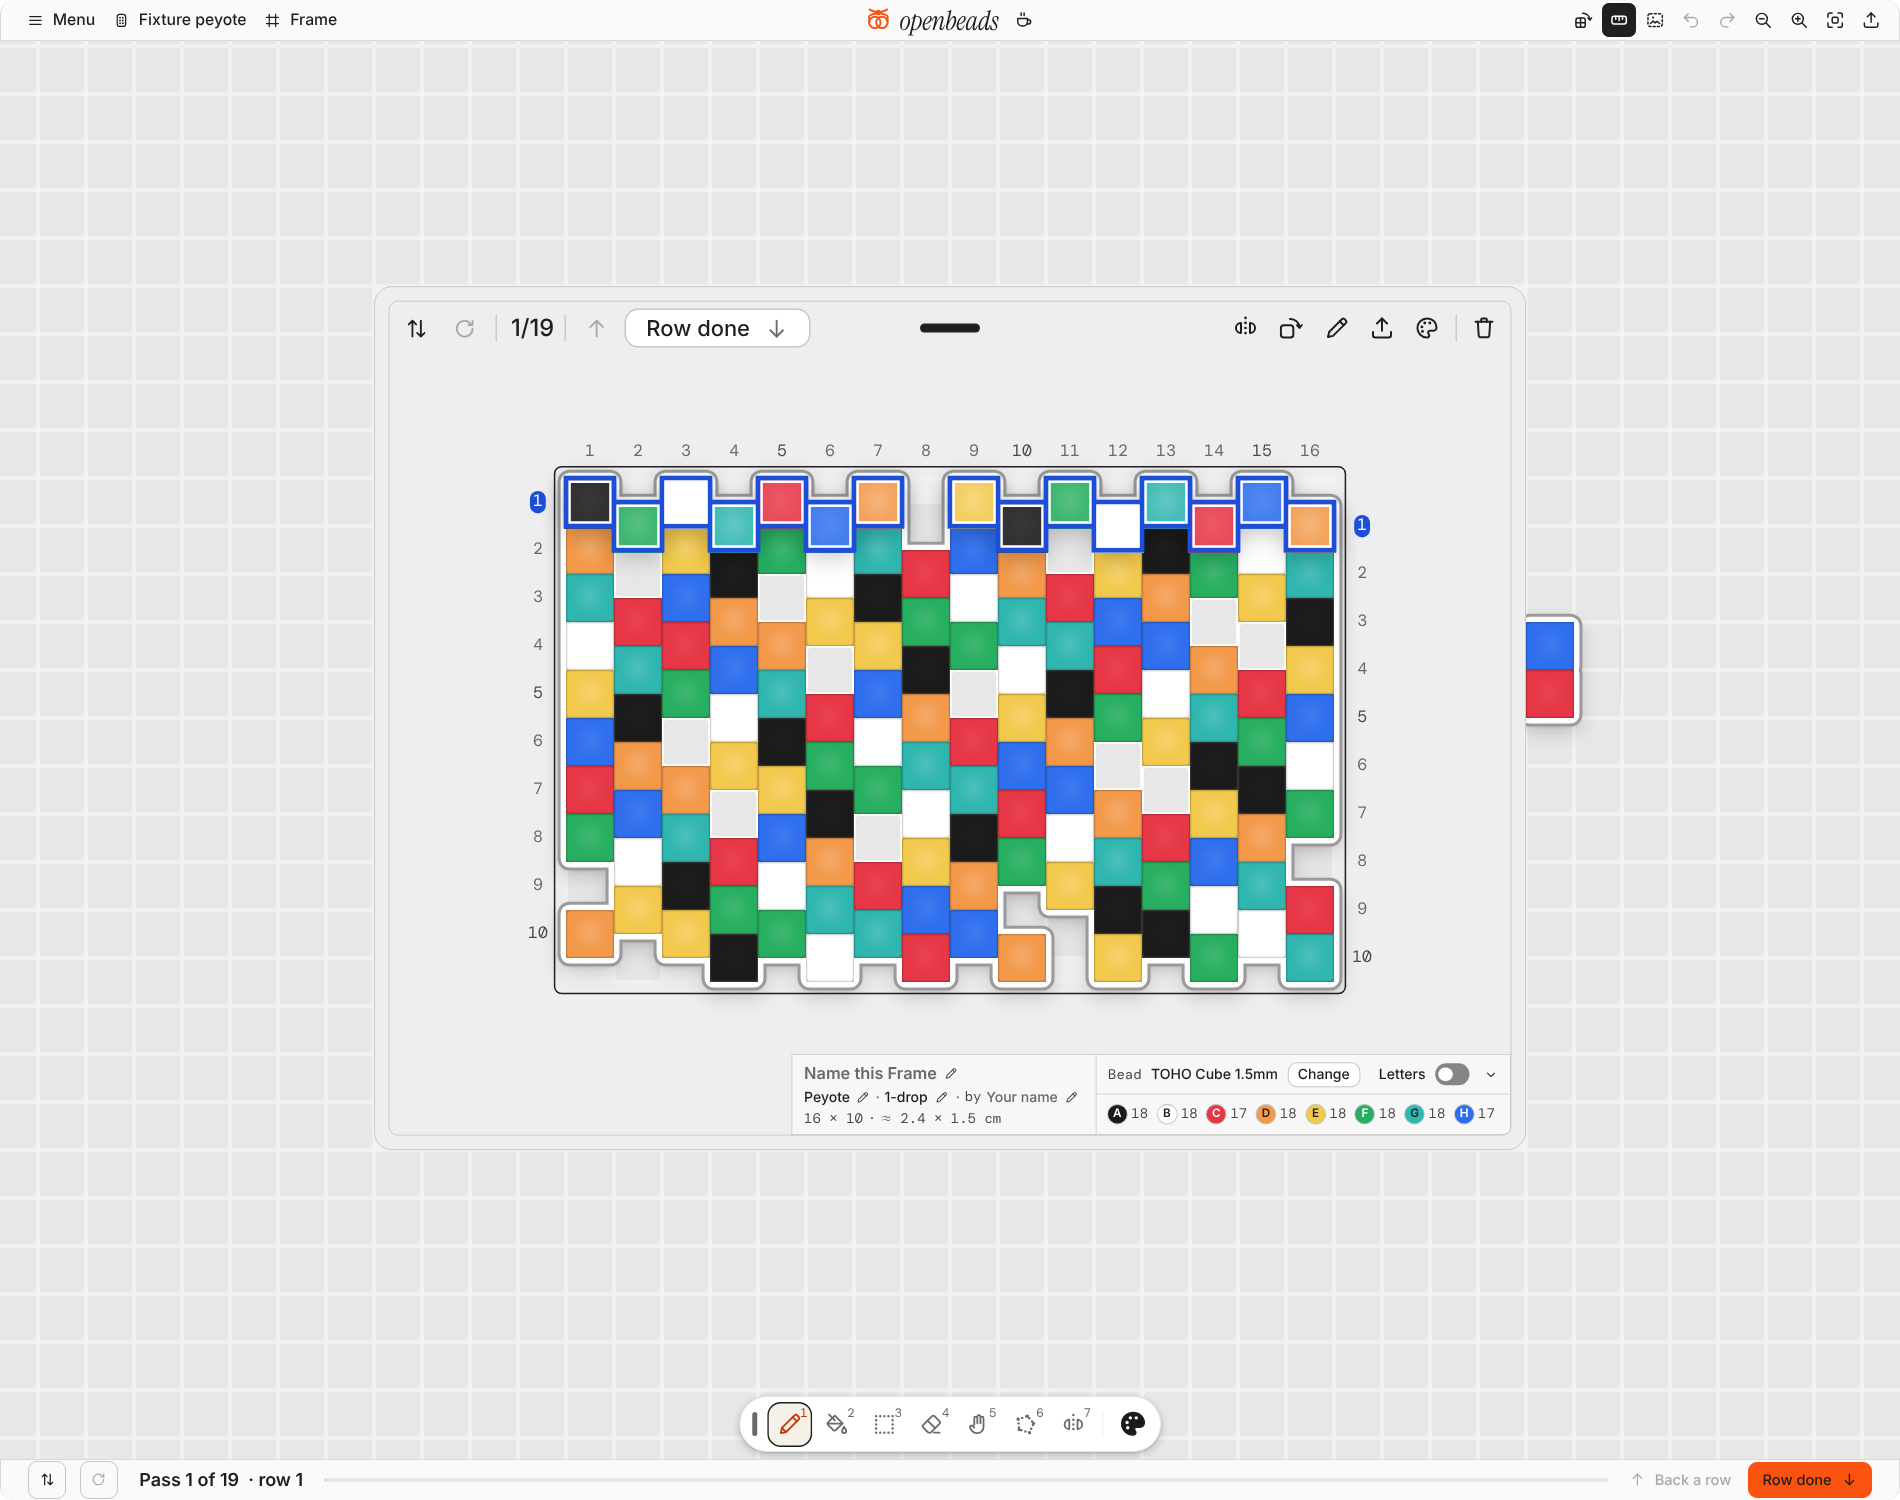 Menu Fixture peyote Frame openbeads
1/19 Row done
1 2 3 4 5 6 7 8 9 10 11 12 13 14 15 16
1 1
2 2
3 3
4 4
5 5
6 6
7 7
8 8
9 9
10 10
Name this Frame
Peyote · 1-drop · by Your name
16 × 10 · ≈ 2.4 × 1.5 cm
Bead TOHO Cube 1.5mm Change Letters
A 18 B 18 C 17 D 18 E 18 F 18 G 18 H 17
1 2 3 4 5 6 7
Pass 1 of 19 · row 1 Back a row Row done